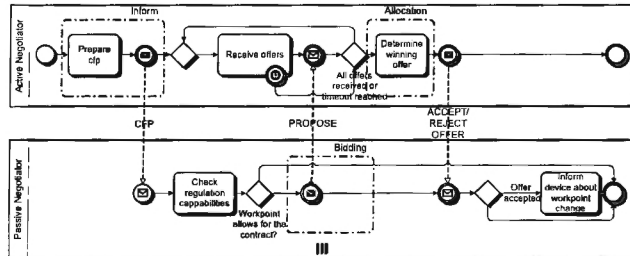 Inform
Allocation
Active Negotiator
Prepare
cfp
Receive offers
Determine
winning
offer
All offers
received or
timeout reached
CFP
PROPOSE
ACCEPT/
REJECT
OFFER
Bidding
Passive Negotiator
Check
regulation
cappabilities
Workpoint
allows for the
contract?
Offer
accepted
Inform
device about
workpoint
change